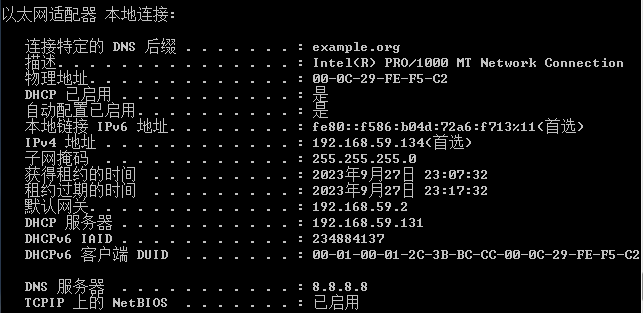 以太网适配器 本地连接:
连接特定的 DNS 后缀 . . . . . . . : example.org
描述. . . . . . . . . . . . . . . : Intel(R) PRO/1000 MT Network Connection
物理地址. . . . . . . . . . . . . : 00-0C-29-FE-F5-C2
DHCP 已启用 . . . . . . . . . . . : 是
自动配置已启用. . . . . . . . . . : 是
本地链接 IPv6 地址. . . . . . . . : fe80::f586:b04d:72a6:f713%11(首选)
IPv4 地址 . . . . . . . . . . . . : 192.168.59.134(首选)
子网掩码 . . . . . . . . . . . . : 255.255.255.0
获得租约的时间 . . . . . . . . . : 2023年9月27日 23:07:32
租约过期的时间 . . . . . . . . . : 2023年9月27日 23:17:32
默认网关. . . . . . . . . . . . . : 192.168.59.2
DHCP 服务器 . . . . . . . . . . . : 192.168.59.131
DHCPv6 IAID . . . . . . . . . . . : 234884137
DHCPv6 客户端 DUID . . . . . . . : 00-01-00-01-2C-3B-BC-CC-00-0C-29-FE-F5-C2
DNS 服务器 . . . . . . . . . . . : 8.8.8.8
TCPIP 上的 NetBIOS . . . . . . . : 已启用